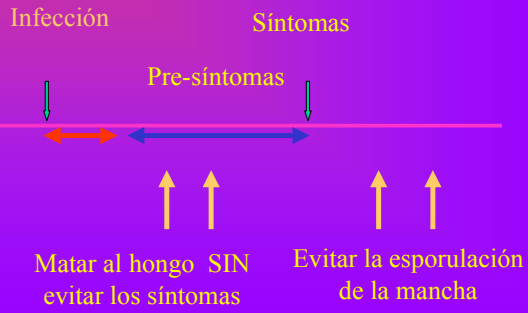 Infección
Síntomas
Pre-síntomas
Matar al hongo SIN
evitar los síntomas
Evitar la esporulación
de la mancha